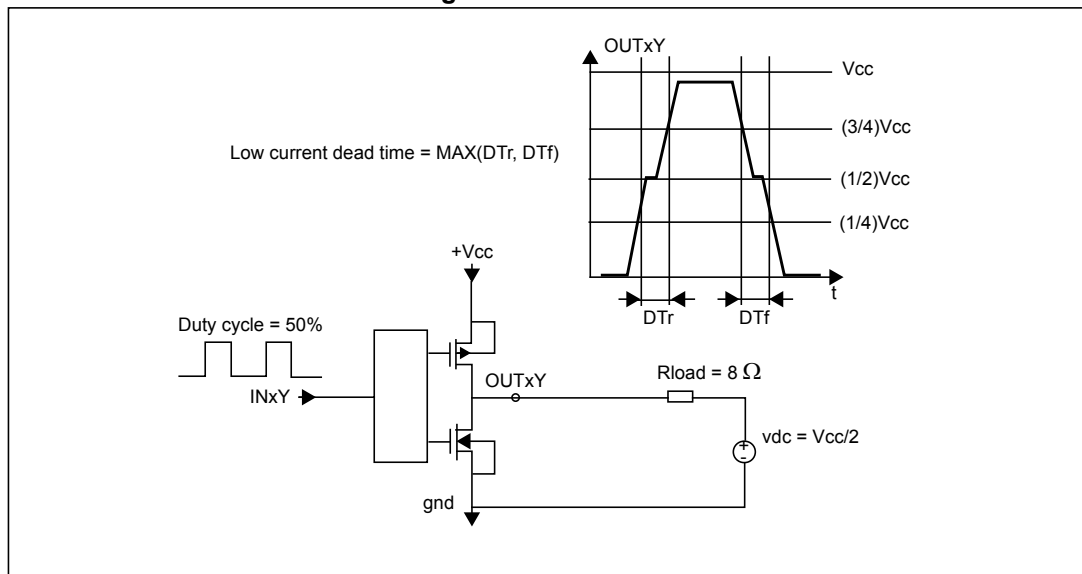 OUTxY
Vcc
(3/4)Vcc
Low current dead time = MAX(DTr, DTf)
(1/2)Vcc
(1/4)Vcc
+Vcc
t
DTr
DTf
Duty cycle = 50%
OUTxY
Rload = 8 Ω
INxY
vdc = Vcc/2
+
-
gnd